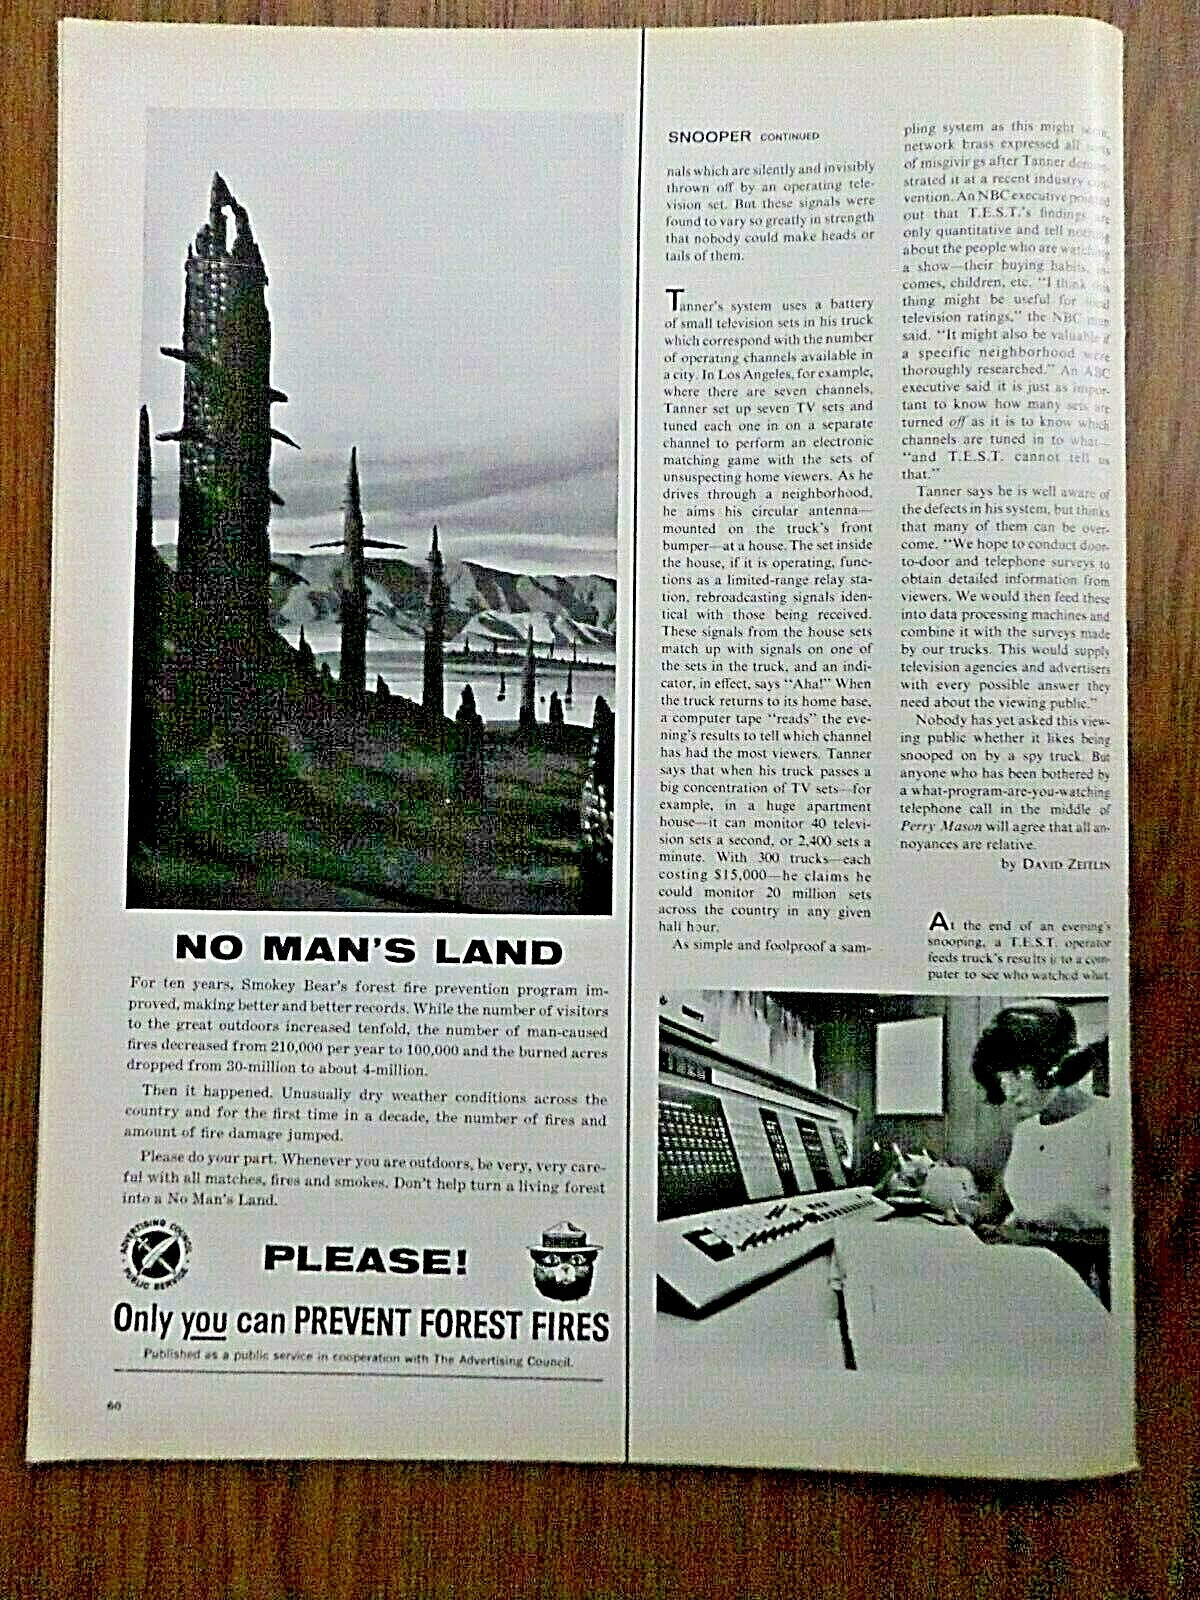 NO MAN'S LAND
For ten years, Smokey Bear's forest fire prevention program im-
proved, making better and better records. While the number of visitors
to the great outdoors increased tenfold, the number of man-caused
fires decreased from 210,000 per year to 100,000 and the burned acres
dropped from 30-million to about 4-million.
Then it happened. Unusually dry weather conditions across the
country and for the first time in a decade, the number of fires and
amount of fire damage jumped.
Please do your part. Whenever you are outdoors, be very, very care-
ful with all matches, fires and smokes. Don't help turn a living forest
into a No Man's Land.
ADVERTISING COUNCIL
PUBLIC SERVICE
PLEASE!
Only you can PREVENT FOREST FIRES
Published as a public service in cooperation with The Advertising Council.
60
SNOOPER CONTINUED
nals which are silently and invisibly
thrown off by an operating tele-
vision set. But these signals were
found to vary so greatly in strength
that nobody could make heads or
tails of them.
Tanner's system uses a battery
of small television sets in his truck
which correspond with the number
of operating channels available in
a city. In Los Angeles, for example,
where there are seven channels,
Tanner set up seven TV sets and
tuned each one in on a separate
channel to perform an electronic
matching game with the sets of
unsuspecting home viewers. As he
drives through a neighborhood,
he aims his circular antenna—
mounted on the truck's front
bumper—at a house. The set inside
the house, if it is operating, func-
tions as a limited-range relay sta-
tion, rebroadcasting signals iden-
tical with those being received.
These signals from the house sets
match up with signals on one of
the sets in the truck, and an indi-
cator, in effect, says "Aha!" When
the truck returns to its home base,
a computer tape "reads" the eve-
ning's results to tell which channel
has had the most viewers. Tanner
says that when his truck passes a
big concentration of TV sets—for
example, in a huge apartment
house—it can monitor 40 televi-
sion sets a second, or 2,400 sets a
minute. With 300 trucks—each
costing $15,000—he claims he
could monitor 20 million sets
across the country in any given
half hour.
As simple and foolproof a sam-
pling system as this might
network brass expressed all
of misgivings after Tanner demon-
strated it at a recent industry con-
vention. An NBC executive pointed
out that T.E.S.T.'s findings are
only quantitative and tell nothing
about the people who are watching
a show—their buying habits, in-
comes, children, etc. "I think this
thing might be useful for local
television ratings," the NBC man
said. "It might also be valuable if
a specific neighborhood were
thoroughly researched." An ABC
executive said it is just as impor-
tant to know how many sets are
turned off as it is to know which
channels are tuned in to what—
"and T.E.S.T. cannot tell us
that."
Tanner says he is well aware of
the defects in his system, but thinks
that many of them can be over-
come. "We hope to conduct door-
to-door and telephone surveys to
obtain detailed information from
viewers. We would then feed these
into data processing machines and
combine it with the surveys made
by our trucks. This would supply
television agencies and advertisers
with every possible answer they
need about the viewing public."
Nobody has yet asked this view-
ing public whether it likes being
snooped on by a spy truck. But
anyone who has been bothered by
a what-program-are-you-watching
telephone call in the middle of
Perry Mason will agree that all an-
noyances are relative.
by DAVID ZEITLIN
At the end of an evening's
snooping, a T.E.S.T. operator
feeds truck's results into a com-
puter to see who watched what.